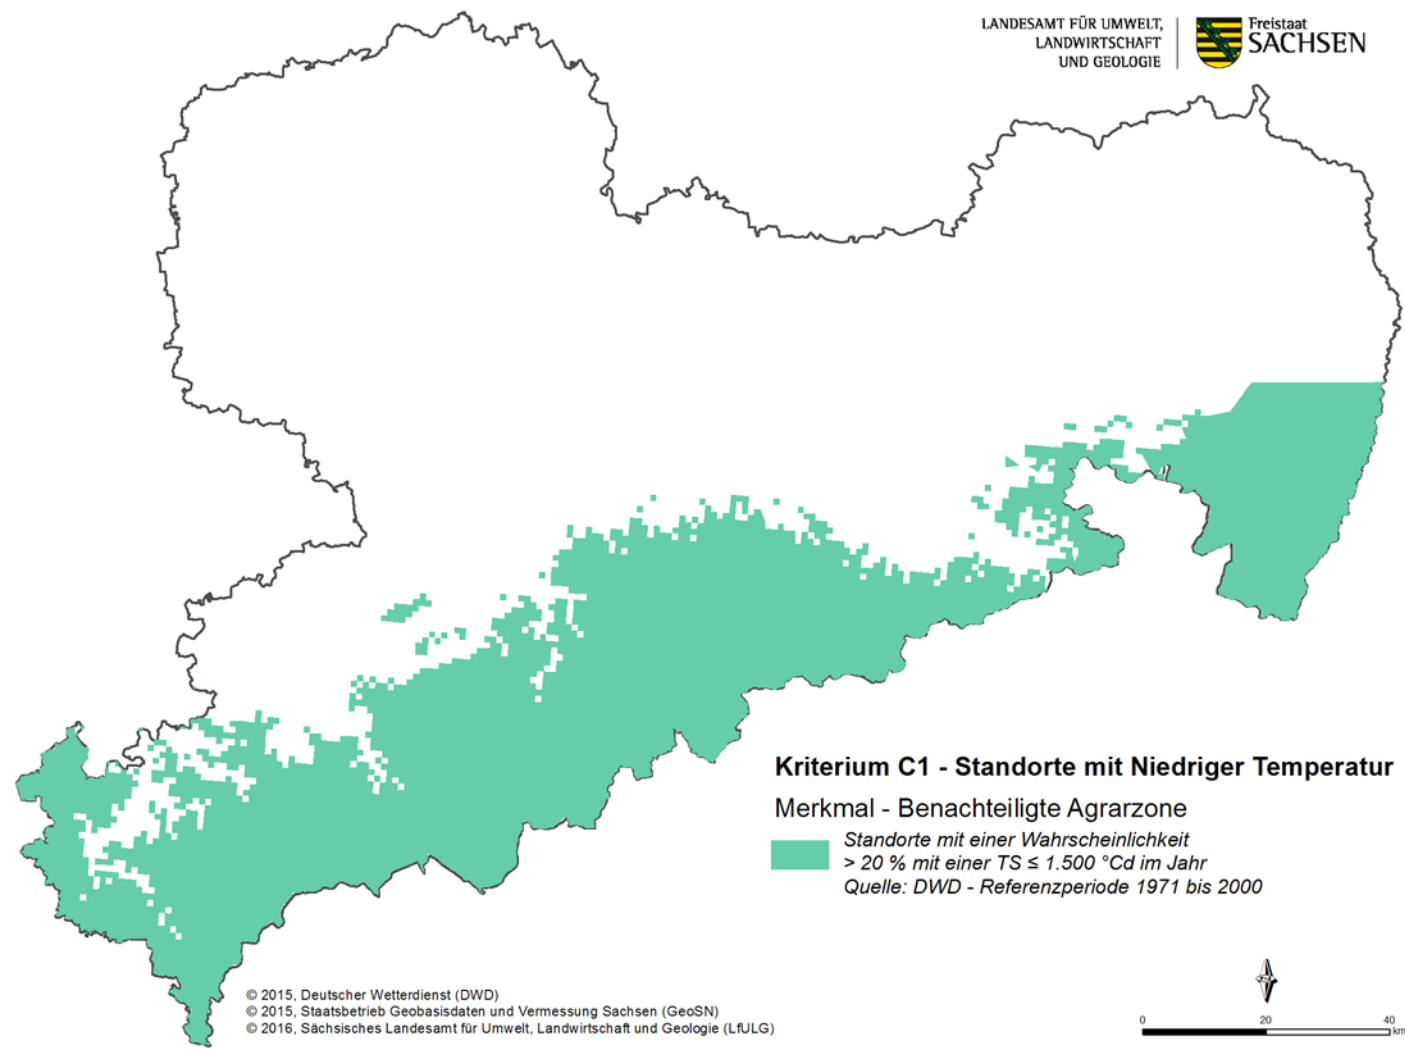 LANDESAMT FÜR UMWELT,
LANDWIRTSCHAFT
UND GEOLOGIE
Freistaat
SACHSEN
Kriterium C1 - Standorte mit Niedriger Temperatur
Merkmal - Benachteiligte Agrarzone
Standorte mit einer Wahrscheinlichkeit
> 20 % mit einer TS ≤ 1.500 °Cd im Jahr
Quelle: DWD - Referenzperiode 1971 bis 2000
© 2015, Deutscher Wetterdienst (DWD)
© 2015, Staatsbetrieb Geobasisdaten und Vermessung Sachsen (GeoSN)
© 2016, Sächsisches Landesamt für Umwelt, Landwirtschaft und Geologie (LfULG)
0 20 40
km